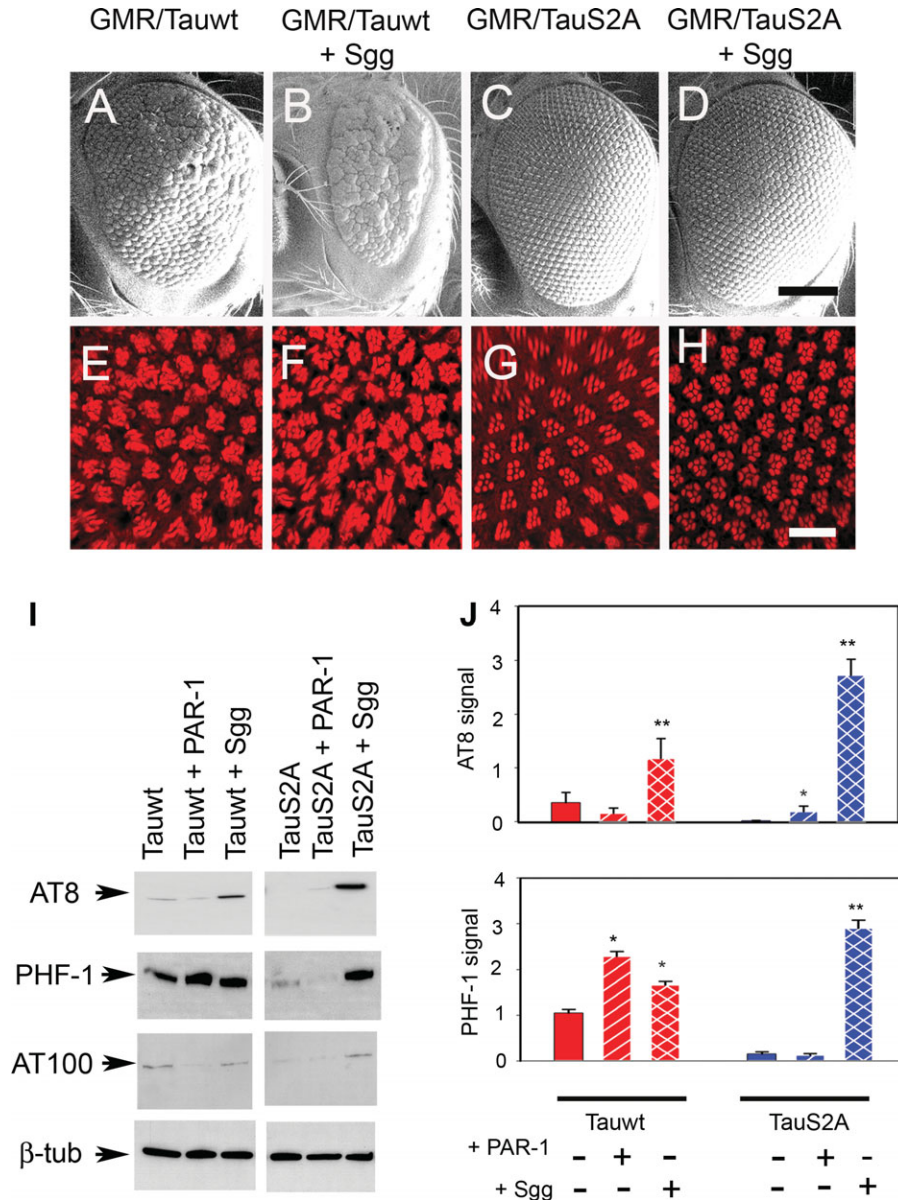 GMR/Tauwt GMR/Tauwt + Sgg GMR/TauS2A GMR/TauS2A + Sgg
A B C D
E F G H
I
Tauwt
Tauwt + PAR-1
Tauwt + Sgg
TauS2A
TauS2A + PAR-1
TauS2A + Sgg
AT8
PHF-1
AT100
β-tub
J
AT8 signal
4
3
2
1
0
**
*
**
PHF-1 signal
4
3
2
1
0
*
*
**
Tauwt TauS2A
+ PAR-1 - + - - + -
+ Sgg - - + - - +